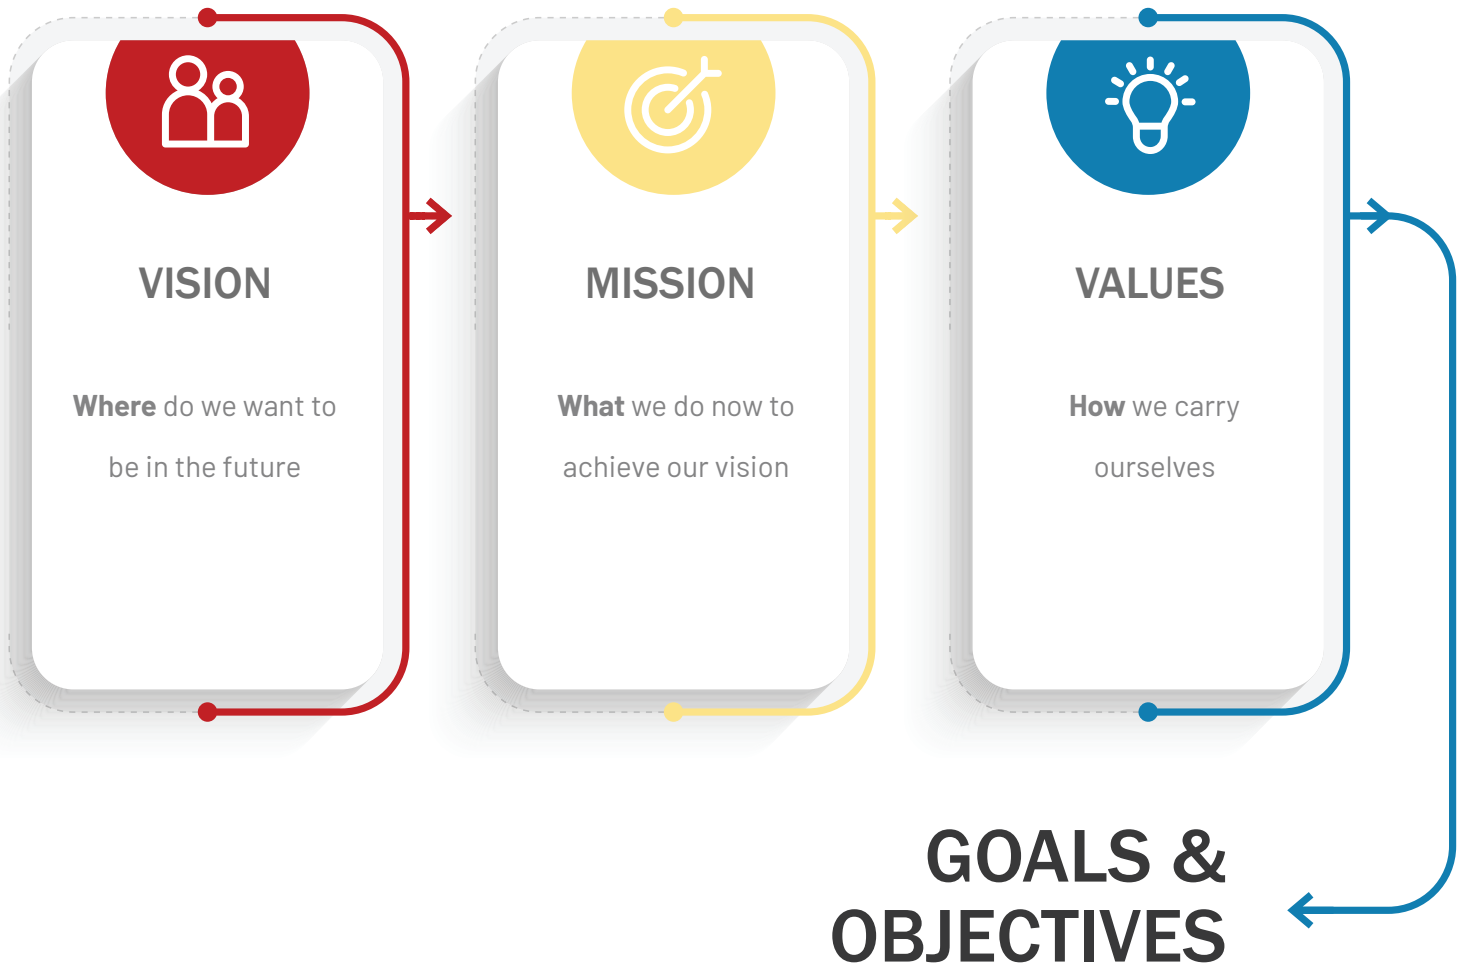 VISION
Where do we want to
be in the future
MISSION
What we do now to
achieve our vision
VALUES
How we carry
ourselves
GOALS &
OBJECTIVES